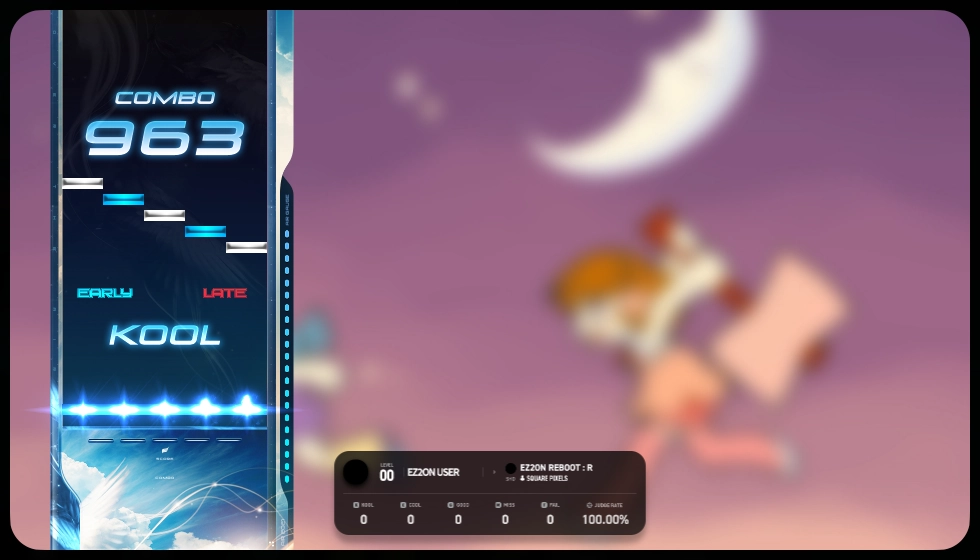 COMBO
963
EARLY LATE
KOOL
LEVEL
00 EZ2ON USER
EZ2ON REBOOT : R
SQUARE PIXELS
KOOL COOL GOOD MISS FAIL JUDGE RATE
0 0 0 0 0 100.00%